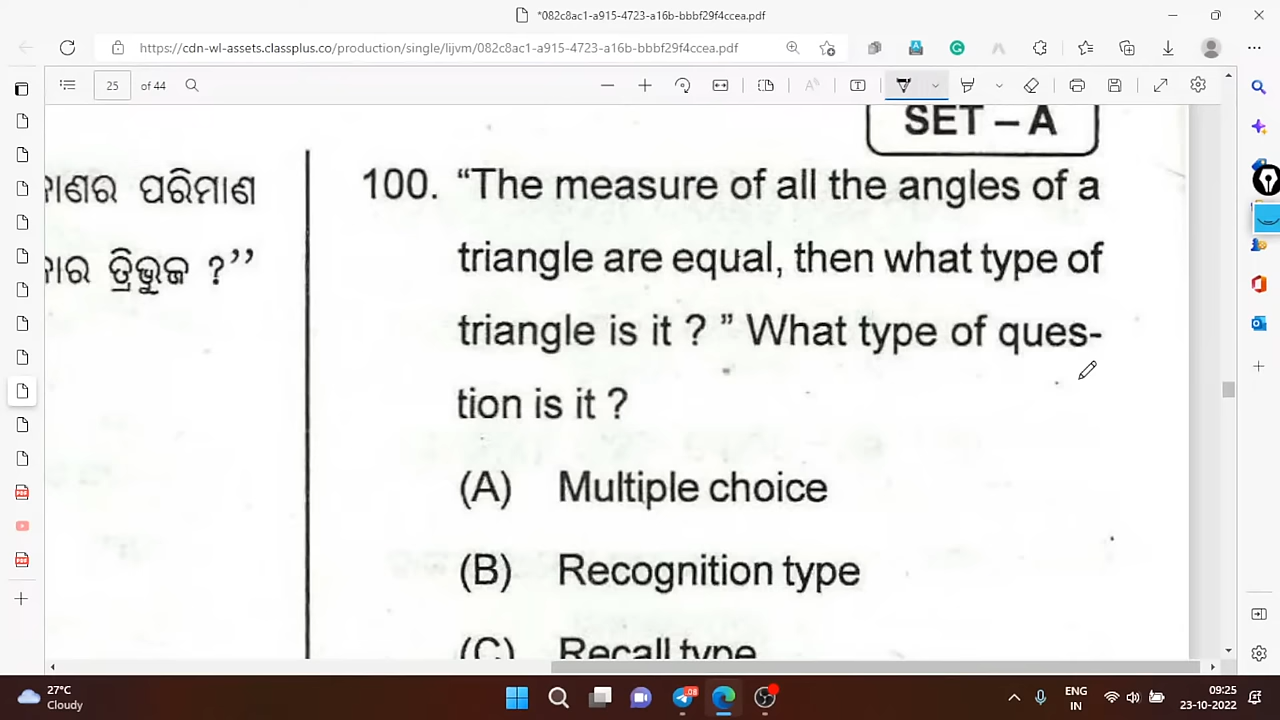 *082c8ac1-a915-4723-a16b-bbbf29f4ccea.pdf
https://cdn-wl-assets.classplus.co/production/single/lijvm/082c8ac1-a915-4723-a16b-bbbf29f4ccea.pdf
25 of 44
SET – A
ପରିମାଣ
ତ୍ରିଭୁଜ ?’’
100. “The measure of all the angles of a
triangle are equal, then what type of
triangle is it ? ” What type of ques-
tion is it ?
(A) Multiple choice
(B) Recognition type
(C) Recall type
27°C
Cloudy
08
ENG
IN
09:25
23-10-2022